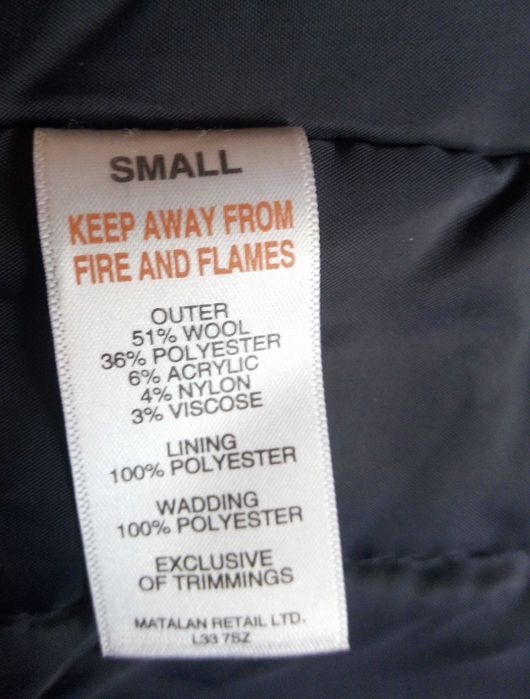 SMALL
KEEP AWAY FROM
FIRE AND FLAMES
OUTER
51% WOOL
36% POLYESTER
6% ACRYLIC
4% NYLON
3% VISCOSE
LINING
100% POLYESTER
WADDING
100% POLYESTER
EXCLUSIVE
OF TRIMMINGS
MATALAN RETAIL LTD.
L33 7SZ